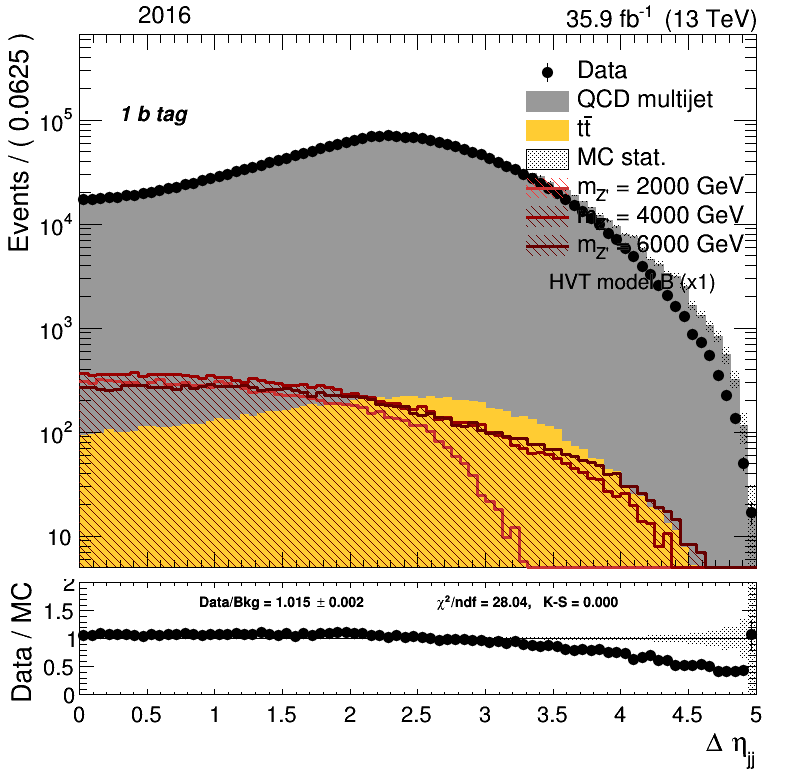 2016
35.9 fb⁻¹ (13 TeV)
Events / ( 0.0625 )
1 b tag
Data
QCD multijet
tt̄
MC stat.
m_Z' = 2000 GeV
m_Z' = 4000 GeV
m_Z' = 6000 GeV
HVT model B (x1)
10⁵
10⁴
10³
10²
10
Data / MC
Data/Bkg = 1.015 ± 0.002
χ²/ndf = 28.04, K-S = 0.000
2
1.5
1
0.5
0
0 0.5 1 1.5 2 2.5 3 3.5 4 4.5 5
Δ η_jj